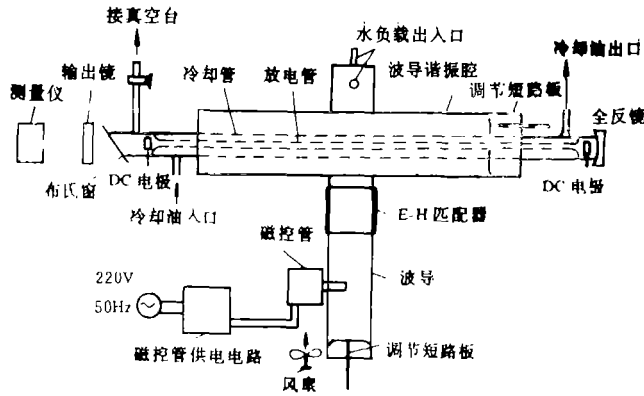 接真空台
水负载出入口
冷却油出口
输出镜
冷却管
放电管
波导谐振腔
调节短路板
测量仪
全反镜
布氏窗
DC电极
DC电极
冷却油入口
E-H匹配器
磁控管
波导
220V
50Hz
调节短路板
磁控管供电电路
风扇